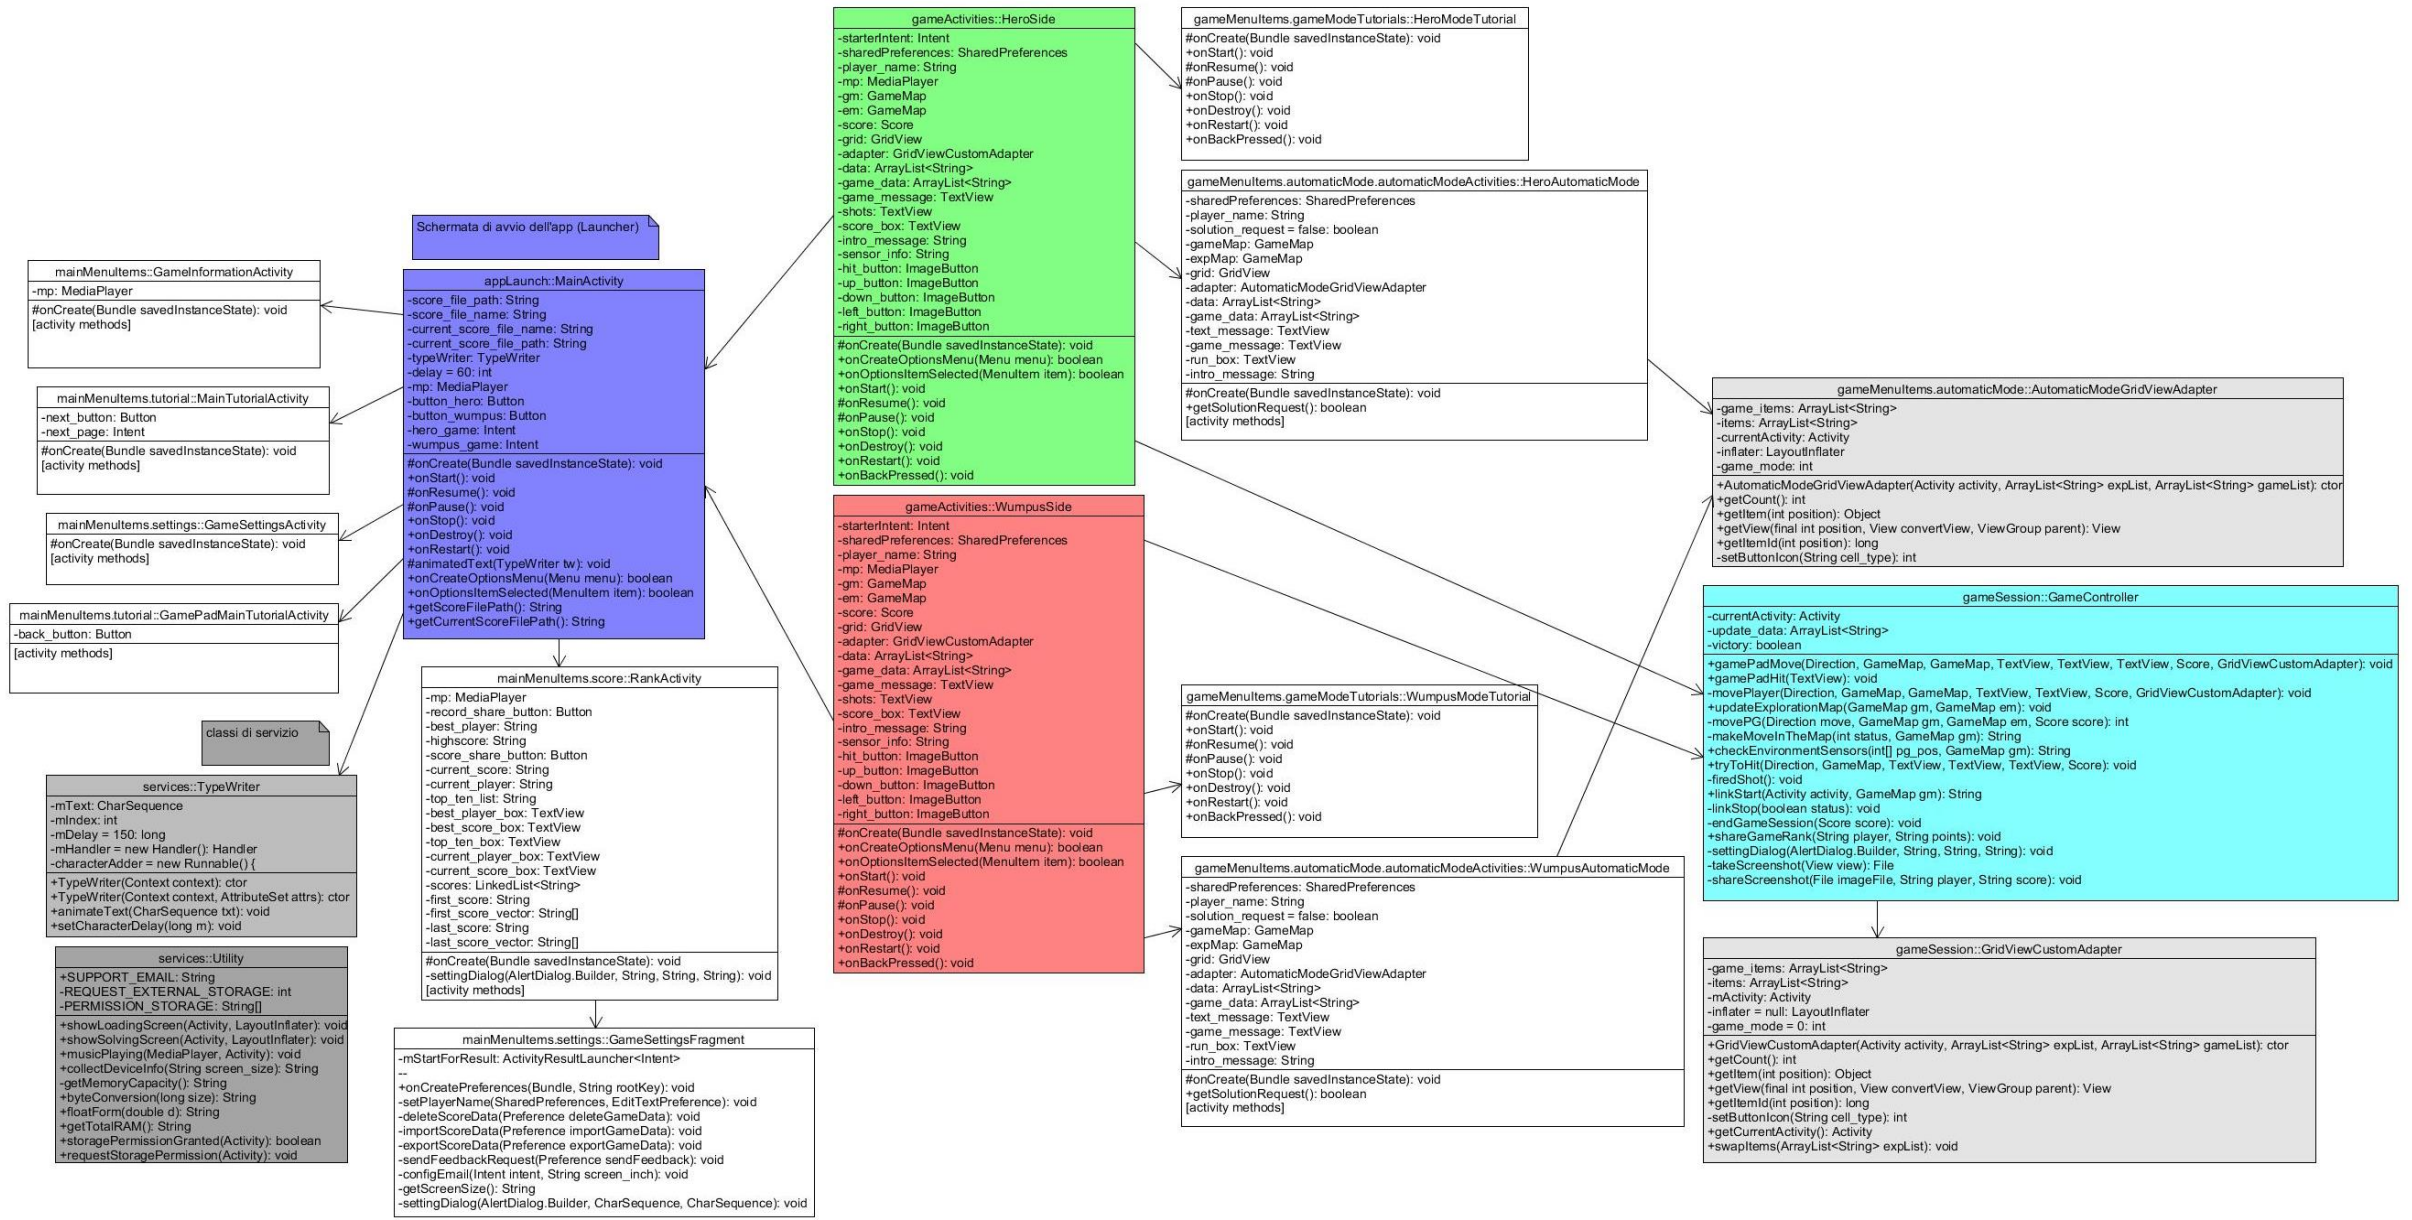 Schermata di avvio dell'app (Launcher)
mainMenuItems::GameInformationActivity
-mp: MediaPlayer
#onCreate(Bundle savedInstanceState): void
[activity methods]
mainMenuItems.tutorial::MainTutorialActivity
-next_button: Button
-next_page: Intent
#onCreate(Bundle savedInstanceState): void
[activity methods]
mainMenuItems.settings::GameSettingsActivity
#onCreate(Bundle savedInstanceState): void
[activity methods]
mainMenuItems.tutorial::GamePadMainTutorialActivity
-back_button: Button
[activity methods]
classi di servizio
services::TypeWriter
-mText: CharSequence
-mIndex: int
-mDelay = 150: long
-mHandler = new Handler(): Handler
-characterAdder = new Runnable() {
+TypeWriter(Context context): ctor
+TypeWriter(Context context, AttributeSet attrs): ctor
+animateText(CharSequence txt): void
+setCharacterDelay(long m): void
services::Utility
+SUPPORT_EMAIL: String
-REQUEST_EXTERNAL_STORAGE: int
-PERMISSION_STORAGE: String[]
+showLoadingScreen(Activity, LayoutInflater): void
+showSolvingScreen(Activity, LayoutInflater): void
+musicPlaying(MediaPlayer, Activity): void
+collectDeviceInfo(String screen_size): String
-getMemoryCapacity(): String
+byteConversion(long size): String
+floatForm(double d): String
+getTotalRAM(): String
+storagePermissionGranted(Activity): boolean
+requestStoragePermission(Activity): void
appLaunch::MainActivity
-score_file_path: String
-score_file_name: String
-current_score_file_name: String
-current_score_file_path: String
-typeWriter: TypeWriter
-delay = 60: int
-mp: MediaPlayer
-button_hero: Button
-button_wumpus: Button
-hero_game: Intent
-wumpus_game: Intent
#onCreate(Bundle savedInstanceState): void
+onStart(): void
#onResume(): void
#onPause(): void
+onStop(): void
+onDestroy(): void
+onRestart(): void
#animatedText(TypeWriter tw): void
+onCreateOptionsMenu(Menu menu): boolean
+onOptionsItemSelected(MenuItem item): boolean
+getScoreFilePath(): String
+getCurrentScoreFilePath(): String
mainMenuItems.score::RankActivity
-mp: MediaPlayer
-record_share_button: Button
-best_player: String
-highscore: String
-score_share_button: Button
-current_score: String
-current_player: String
-top_ten_list: String
-best_player_box: TextView
-best_score_box: TextView
-top_ten_box: TextView
-current_player_box: TextView
-current_score_box: TextView
-scores: LinkedList<String>
-first_score: String
-first_score_vector: String[]
-last_score: String
-last_score_vector: String[]
#onCreate(Bundle savedInstanceState): void
-settingDialog(AlertDialog.Builder, String, String, String): void
[activity methods]
mainMenuItems.settings::GameSettingsFragment
-mStartForResult: ActivityResultLauncher<Intent>
--
+onCreatePreferences(Bundle, String rootKey): void
-setPlayerName(SharedPreferences, EditTextPreference): void
-deleteScoreData(Preference deleteGameData): void
-importScoreData(Preference importGameData): void
-exportScoreData(Preference exportGameData): void
-sendFeedbackRequest(Preference sendFeedback): void
-configEmail(Intent intent, String screen_inch): void
-getScreenSize(): String
-settingDialog(AlertDialog.Builder, CharSequence, CharSequence): void
gameActivities::HeroSide
-starterIntent: Intent
-sharedPreferences: SharedPreferences
-player_name: String
-mp: MediaPlayer
-gm: GameMap
-em: GameMap
-score: Score
-grid: GridView
-adapter: GridViewCustomAdapter
-data: ArrayList<String>
-game_data: ArrayList<String>
-game_message: TextView
-shots: TextView
-score_box: TextView
-intro_message: String
-sensor_info: String
-hit_button: ImageButton
-up_button: ImageButton
-down_button: ImageButton
-left_button: ImageButton
-right_button: ImageButton
#onCreate(Bundle savedInstanceState): void
+onCreateOptionsMenu(Menu menu): boolean
+onOptionsItemSelected(MenuItem item): boolean
+onStart(): void
#onResume(): void
#onPause(): void
+onStop(): void
+onDestroy(): void
+onRestart(): void
+onBackPressed(): void
gameActivities::WumpusSide
-starterIntent: Intent
-sharedPreferences: SharedPreferences
-player_name: String
-mp: MediaPlayer
-gm: GameMap
-em: GameMap
-score: Score
-grid: GridView
-adapter: GridViewCustomAdapter
-data: ArrayList<String>
-game_data: ArrayList<String>
-game_message: TextView
-shots: TextView
-score_box: TextView
-intro_message: String
-sensor_info: String
-hit_button: ImageButton
-up_button: ImageButton
-down_button: ImageButton
-left_button: ImageButton
-right_button: ImageButton
#onCreate(Bundle savedInstanceState): void
+onCreateOptionsMenu(Menu menu): boolean
+onOptionsItemSelected(MenuItem item): boolean
+onStart(): void
#onResume(): void
#onPause(): void
+onStop(): void
+onDestroy(): void
+onRestart(): void
+onBackPressed(): void
gameMenuItems.gameModeTutorials::HeroModeTutorial
#onCreate(Bundle savedInstanceState): void
+onStart(): void
#onResume(): void
#onPause(): void
+onStop(): void
+onDestroy(): void
+onRestart(): void
+onBackPressed(): void
gameMenuItems.automaticMode.automaticModeActivities::HeroAutomaticMode
-sharedPreferences: SharedPreferences
-player_name: String
-solution_request = false: boolean
-gameMap: GameMap
-expMap: GameMap
-grid: GridView
-adapter: AutomaticModeGridViewAdapter
-data: ArrayList<String>
-game_data: ArrayList<String>
-text_message: TextView
-game_message: TextView
-run_box: TextView
-intro_message: String
#onCreate(Bundle savedInstanceState): void
+getSolutionRequest(): boolean
[activity methods]
gameMenuItems.gameModeTutorials::WumpusModeTutorial
#onCreate(Bundle savedInstanceState): void
+onStart(): void
#onResume(): void
#onPause(): void
+onStop(): void
+onDestroy(): void
+onRestart(): void
+onBackPressed(): void
gameMenuItems.automaticMode.automaticModeActivities::WumpusAutomaticMode
-sharedPreferences: SharedPreferences
-player_name: String
-solution_request = false: boolean
-gameMap: GameMap
-expMap: GameMap
-grid: GridView
-adapter: AutomaticModeGridViewAdapter
-data: ArrayList<String>
-game_data: ArrayList<String>
-text_message: TextView
-game_message: TextView
-run_box: TextView
-intro_message: String
#onCreate(Bundle savedInstanceState): void
+getSolutionRequest(): boolean
[activity methods]
gameMenuItems.automaticMode::AutomaticModeGridViewAdapter
-game_items: ArrayList<String>
-items: ArrayList<String>
-currentActivity: Activity
-inflater: LayoutInflater
-game_mode: int
+AutomaticModeGridViewAdapter(Activity activity, ArrayList<String> expList, ArrayList<String> gameList): ctor
+getCount(): int
+getItem(int position): Object
+getView(final int position, View convertView, ViewGroup parent): View
+getItemId(int position): long
-setButtonIcon(String cell_type): int
gameSession::GameController
-currentActivity: Activity
-update_data: ArrayList<String>
-victory: boolean
+gamePadMove(Direction, GameMap, GameMap, TextView, TextView, TextView, Score, GridViewCustomAdapter): void
+gamePadHit(TextView): void
-movePlayer(Direction, GameMap, GameMap, TextView, TextView, Score, GridViewCustomAdapter): void
+updateExplorationMap(GameMap gm, GameMap em): void
-movePG(Direction move, GameMap gm, GameMap em, Score score): int
-makeMoveInTheMap(int status, GameMap gm): String
+checkEnvironmentSensors(int[] pg_pos, GameMap gm): String
+tryToHit(Direction, GameMap, TextView, TextView, TextView, Score): void
-firedShot(): void
+linkStart(Activity activity, GameMap gm): String
-linkStop(boolean status): void
-endGameSession(Score score): void
+shareGameRank(String player, String points): void
-settingDialog(AlertDialog.Builder, String, String, String): void
-takeScreenshot(View view): File
-shareScreenshot(File imageFile, String player, String score): void
gameSession::GridViewCustomAdapter
-game_items: ArrayList<String>
-items: ArrayList<String>
-mActivity: Activity
-inflater = null: LayoutInflater
-game_mode = 0: int
+GridViewCustomAdapter(Activity activity, ArrayList<String> expList, ArrayList<String> gameList): ctor
+getCount(): int
+getItem(int position): Object
+getView(final int position, View convertView, ViewGroup parent): View
+getItemId(int position): long
-setButtonIcon(String cell_type): int
+getCurrentActivity(): Activity
+swapItems(ArrayList<String> expList): void